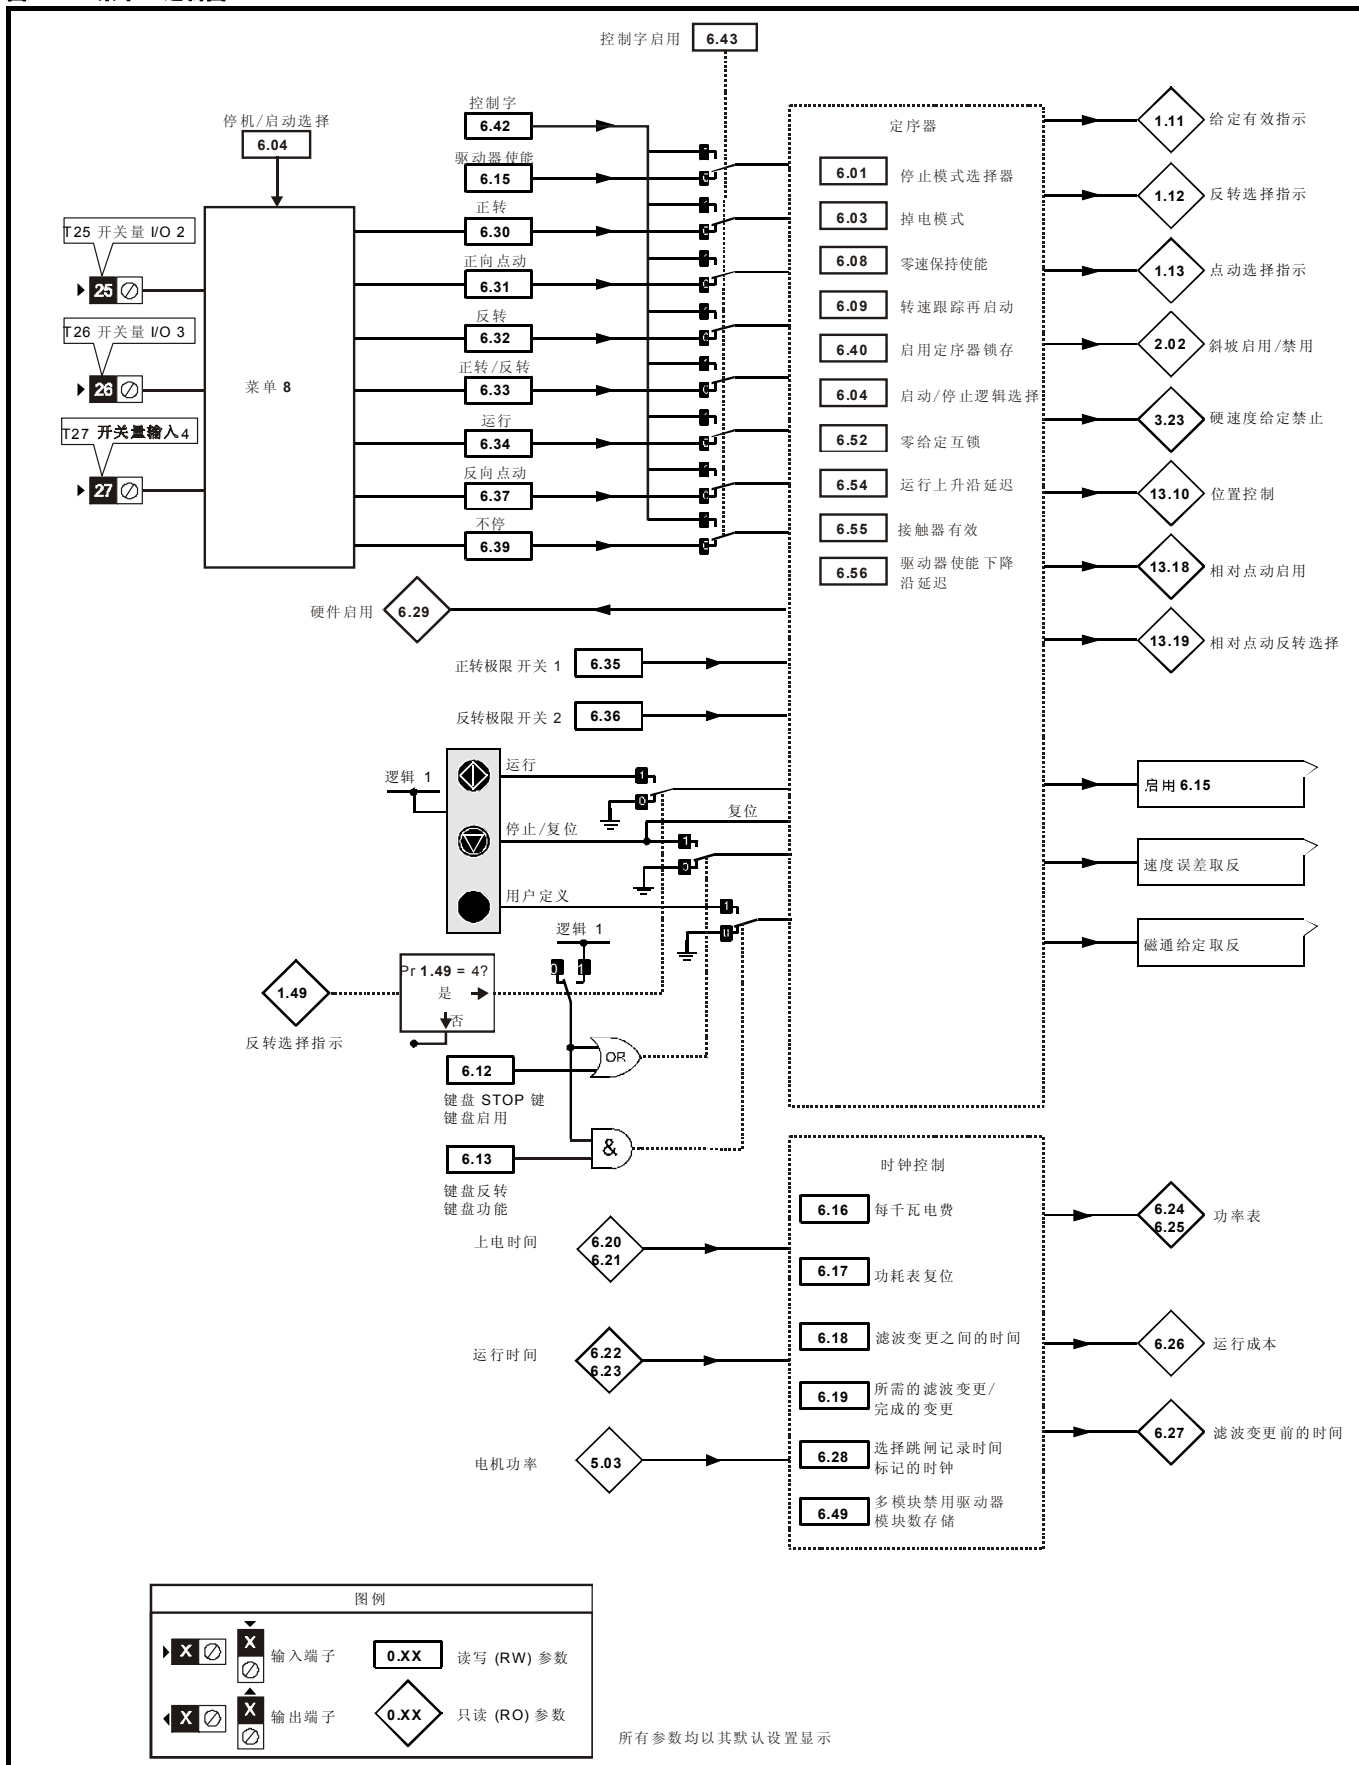 控制字启用
6.43
控制字
6.42
停机/启动选择
6.04
驱动器使能
6.15
正转
6.30
正向点动
6.31
反转
6.32
正转/反转
6.33
运行
6.34
反向点动
6.37
不停
6.39
T25 开关量 I/O 2
25
T26 开关量 I/O 3
26
T27 开关量输入4
27
菜单 8
定序器
6.01 停止模式选择器
6.03 掉电模式
6.08 零速保持使能
6.09 转速跟踪再启动
6.40 启用定序器锁存
6.04 启动/停止逻辑选择
6.52 零给定互锁
6.54 运行上升沿延迟
6.55 接触器有效
6.56 驱动器使能下降
沿延迟
1.11 给定有效指示
1.12 反转选择指示
1.13 点动选择指示
2.02 斜坡启用/禁用
3.23 硬速度给定禁止
13.10 位置控制
13.18 相对点动启用
13.19 相对点动反转选择
硬件启用 6.29
正转极限开关 1 6.35
反转极限开关 2 6.36
逻辑 1
运行
1
0
停止/复位
复位
1
0
用户定义
1
0
启用 6.15
速度误差取反
磁通给定取反
逻辑 1
0 1
1.49
反转选择指示
Pr 1.49 = 4?
是
否
OR
6.12
键盘 STOP 键
键盘启用
&
6.13
键盘反转
键盘功能
时钟控制
6.16 每千瓦电费
6.17 功耗表复位
6.18 滤波变更之间的时间
6.19 所需的滤波变更/
完成的变更
6.28 选择跳闸记录时间
标记的时钟
6.49 多模块禁用驱动器
模块数存储
上电时间
6.20
6.21
运行时间
6.22
6.23
电机功率
5.03
6.24
6.25
功率表
6.26 运行成本
6.27 滤波变更前的时间
图例
X X 输入端子 0.XX 读写 (RW) 参数
X X 输出端子 0.XX 只读 (RO) 参数
所有参数均以其默认设置显示